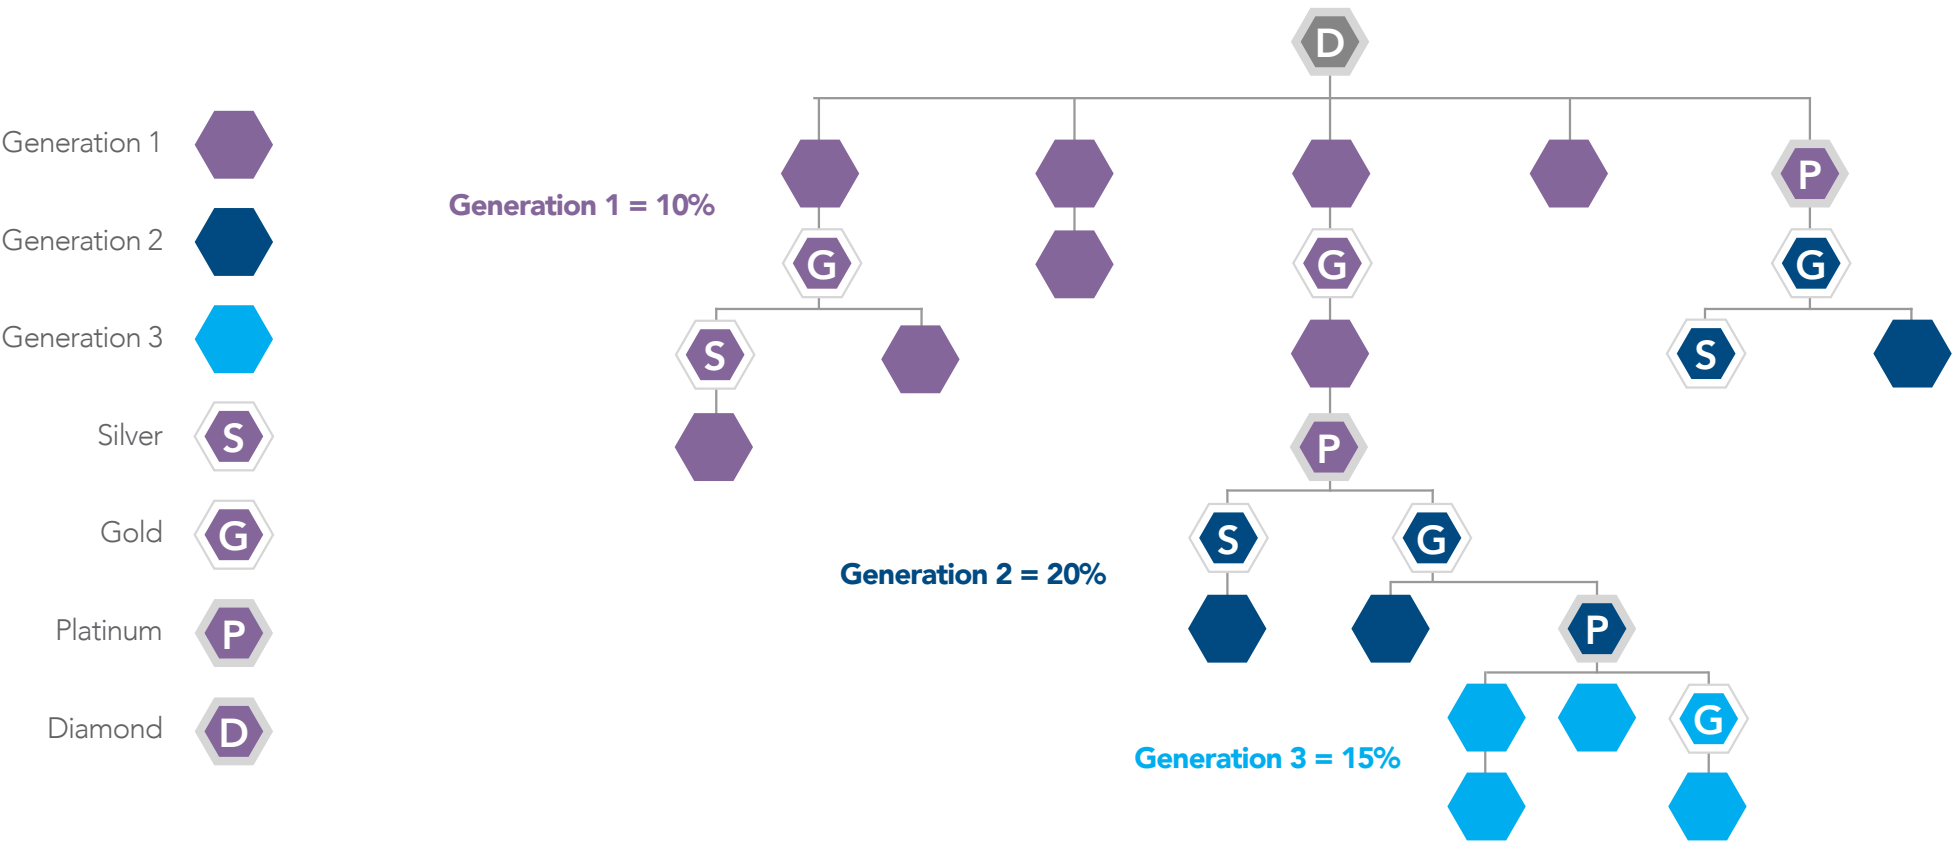 D
Generation 1
P
Generation 1 = 10%
Generation 2
G
G
G
Generation 3
S
S
Silver
S
P
Gold
G
S
G
Generation 2 = 20%
Platinum
P
P
Diamond
D
G
Generation 3 = 15%